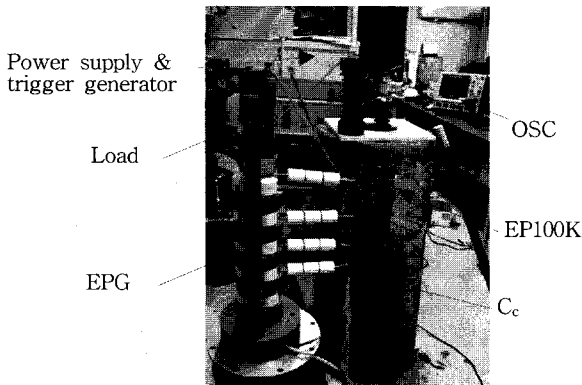 Power supply &
trigger generator
OSC
Load
EP100K
EPG
Cc